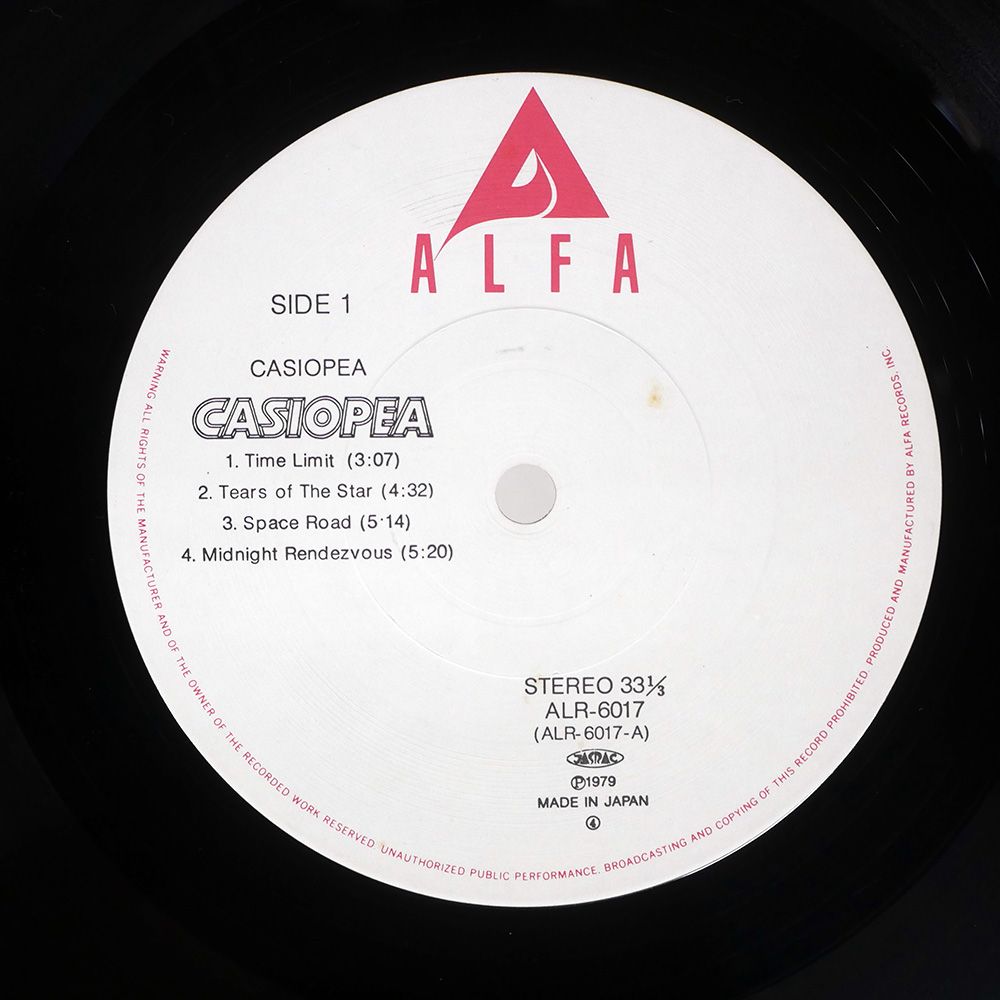 ALFA
SIDE 1
CASIOPEA
CASIOPEA
1. Time Limit (3:07)
2. Tears of The Star (4:32)
3. Space Road (5:14)
4. Midnight Rendezvous (5:20)
STEREO 33⅓
ALR-6017
(ALR-6017-A)
JASRAC
Ⓟ1979
MADE IN JAPAN
④
WARNING ALL RIGHTS OF THE MANUFACTURER AND OF THE OWNER OF THE RECORDED WORK RESERVED. UNAUTHORIZED PUBLIC PERFORMANCE. BROADCASTING AND COPYING OF THIS RECORD PROHIBITED. PRODUCED AND MANUFACTURED BY ALFA RECORDS, INC.